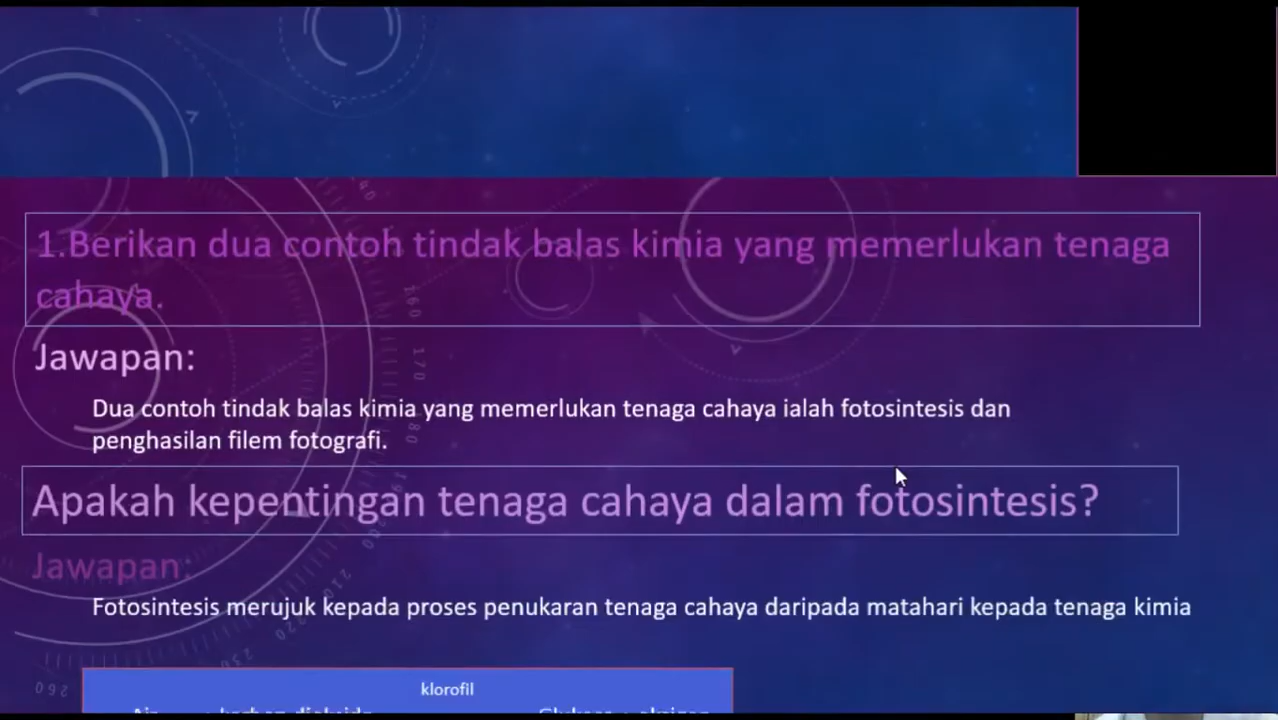 1.Berikan dua contoh tindak balas kimia yang memerlukan tenaga
cahaya.
Jawapan:
Dua contoh tindak balas kimia yang memerlukan tenaga cahaya ialah fotosintesis dan
penghasilan filem fotografi.
Apakah kepentingan tenaga cahaya dalam fotosintesis?
Jawapan:
Fotosintesis merujuk kepada proses penukaran tenaga cahaya daripada matahari kepada tenaga kimia
klorofil